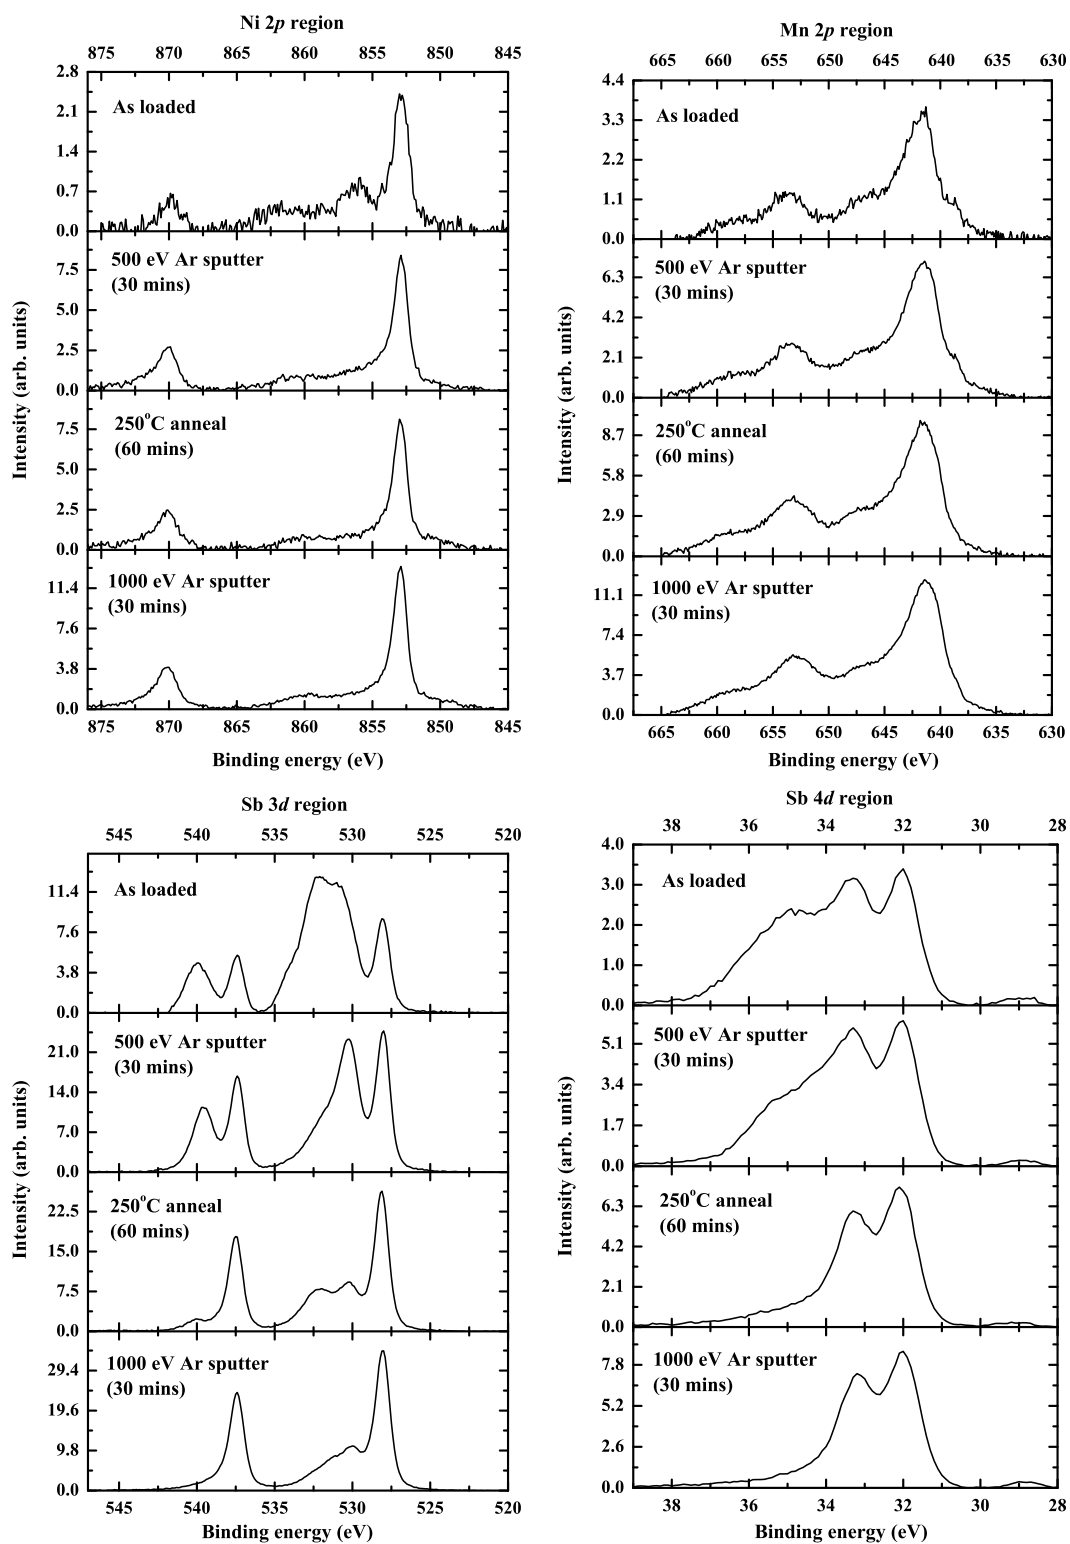 Ni 2p region
875 870 865 860 855 850 845
2.8
2.1
1.4
0.7
0.0
As loaded
7.5
5.0
2.5
0.0
500 eV Ar sputter
(30 mins)
7.5
5.0
2.5
0.0
250°C anneal
(60 mins)
11.4
7.6
3.8
0.0
1000 eV Ar sputter
(30 mins)
875 870 865 860 855 850 845
Binding energy (eV)
Intensity (arb. units)
Mn 2p region
665 660 655 650 645 640 635 630
4.4
3.3
2.2
1.1
0.0
As loaded
6.3
4.2
2.1
0.0
500 eV Ar sputter
(30 mins)
8.7
5.8
2.9
0.0
250°C anneal
(60 mins)
11.1
7.4
3.7
0.0
1000 eV Ar sputter
(30 mins)
665 660 655 650 645 640 635 630
Binding energy (eV)
Intensity (arb. units)
Sb 3d region
545 540 535 530 525 520
11.4
7.6
3.8
0.0
As loaded
21.0
14.0
7.0
0.0
500 eV Ar sputter
(30 mins)
22.5
15.0
7.5
0.0
250°C anneal
(60 mins)
29.4
19.6
9.8
0.0
1000 eV Ar sputter
(30 mins)
545 540 535 530 525 520
Binding energy (eV)
Intensity (arb. units)
Sb 4d region
38 36 34 32 30 28
4.0
3.0
2.0
1.0
0.0
As loaded
5.1
3.4
1.7
0.0
500 eV Ar sputter
(30 mins)
6.3
4.2
2.1
0.0
250°C anneal
(60 mins)
7.8
5.2
2.6
0.0
1000 eV Ar sputter
(30 mins)
38 36 34 32 30 28
Binding energy (eV)
Intensity (arb. units)